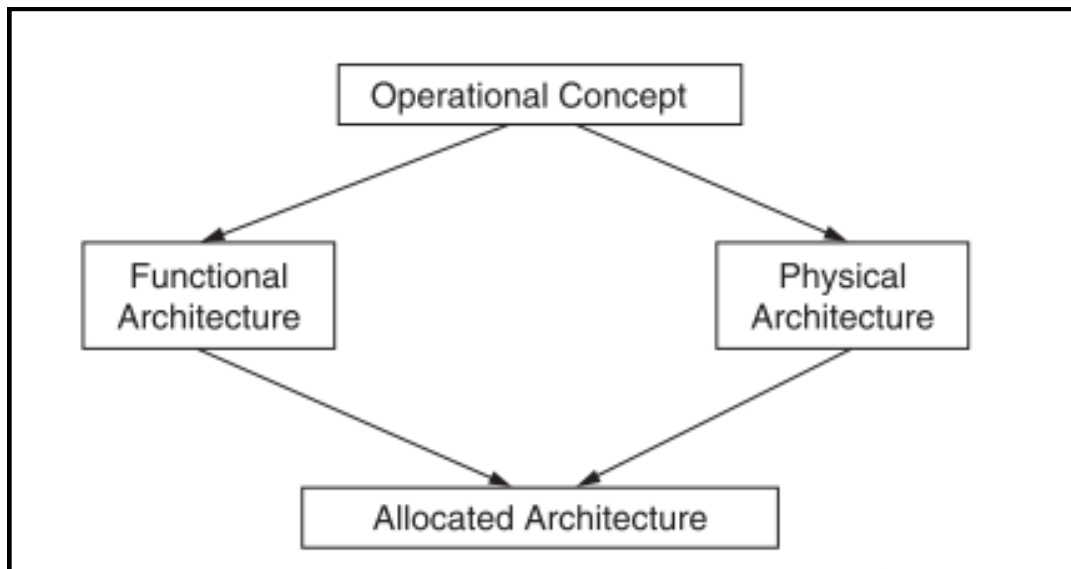 Operational Concept
Functional
Architecture
Physical
Architecture
Allocated Architecture